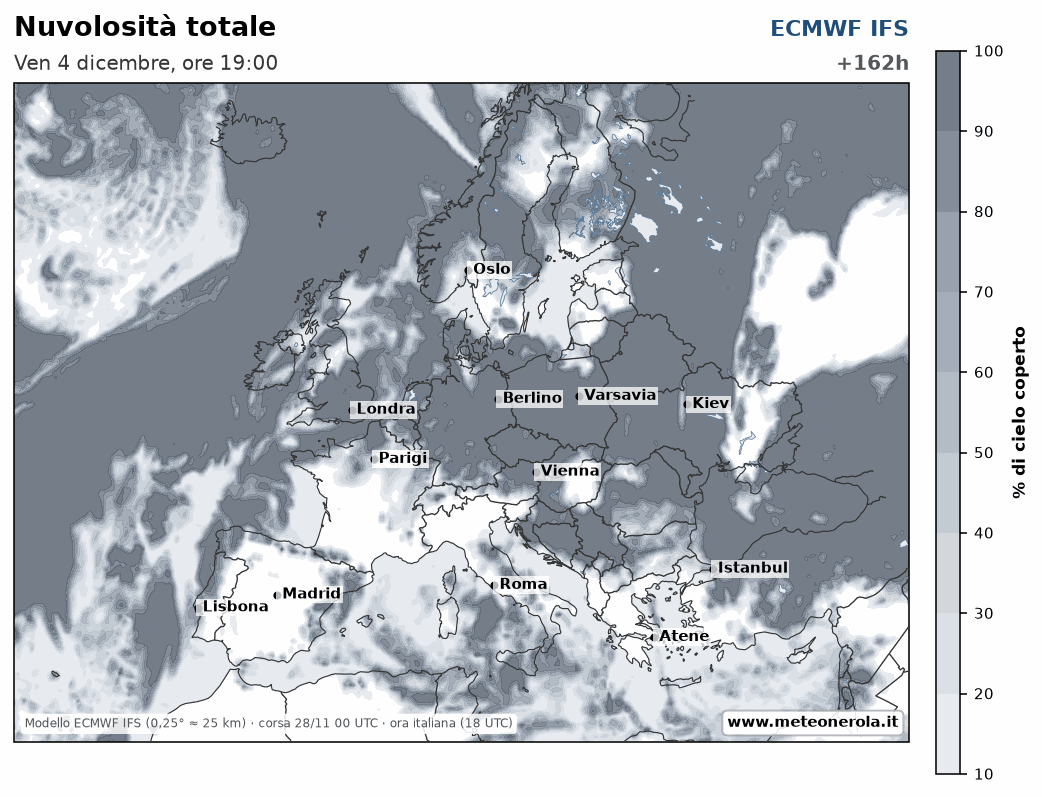 Nuvolosità totale
ECMWF IFS
Ven 4 dicembre, ore 19:00
+162h
Oslo
Berlino
Varsavia
Kiev
Londra
Parigi
Vienna
Istanbul
Roma
Madrid
Lisbona
Atene
Modello ECMWF IFS (0,25° ≈ 25 km) · corsa 28/11 00 UTC · ora italiana (18 UTC)
www.meteonerola.it
100
90
80
70
60
50
40
30
20
10
% di cielo coperto